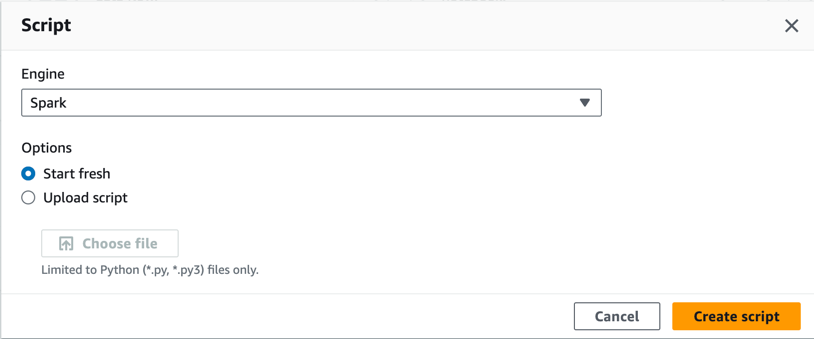 Script
Engine
Spark
Options
Start fresh
Upload script
Choose file
Limited to Python (*.py, *.py3) files only.
Cancel Create script